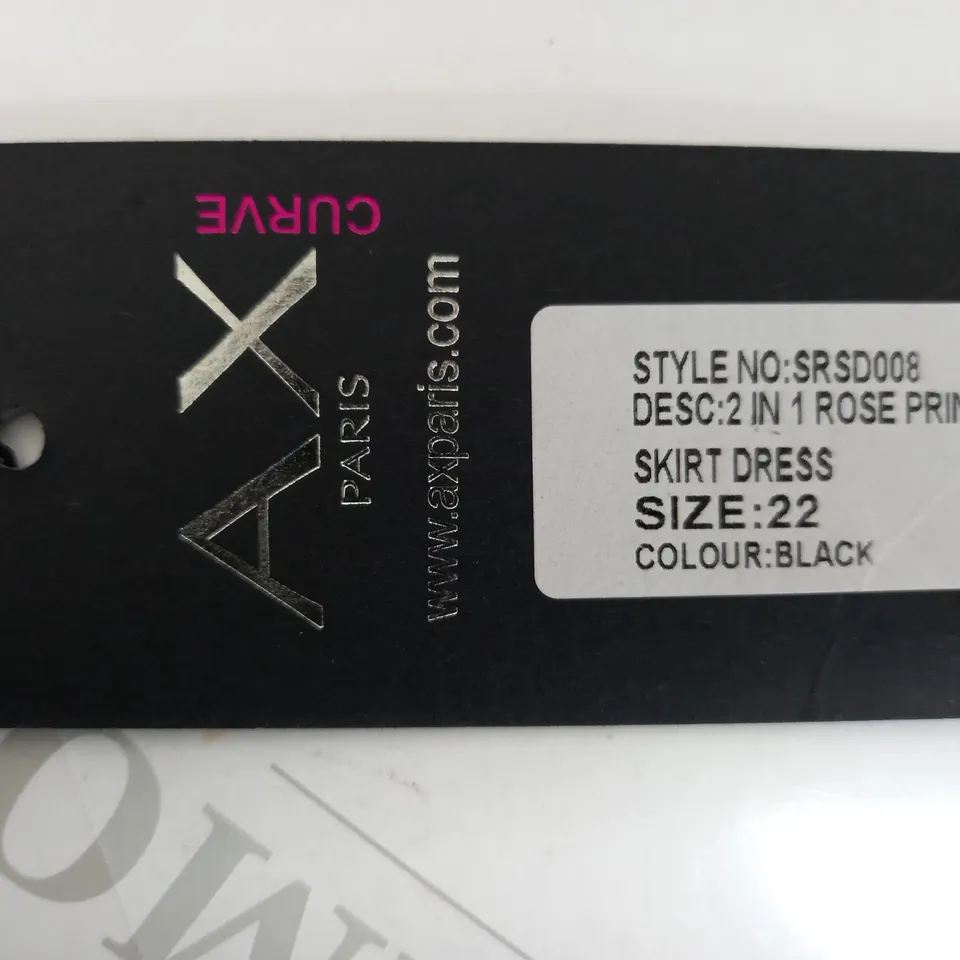 CURVE
AX
PARIS
www.axparis.com
STYLE NO:SRSD008
DESC:2 IN 1 ROSE PRIN
SKIRT DRESS
SIZE:22
COLOUR:BLACK